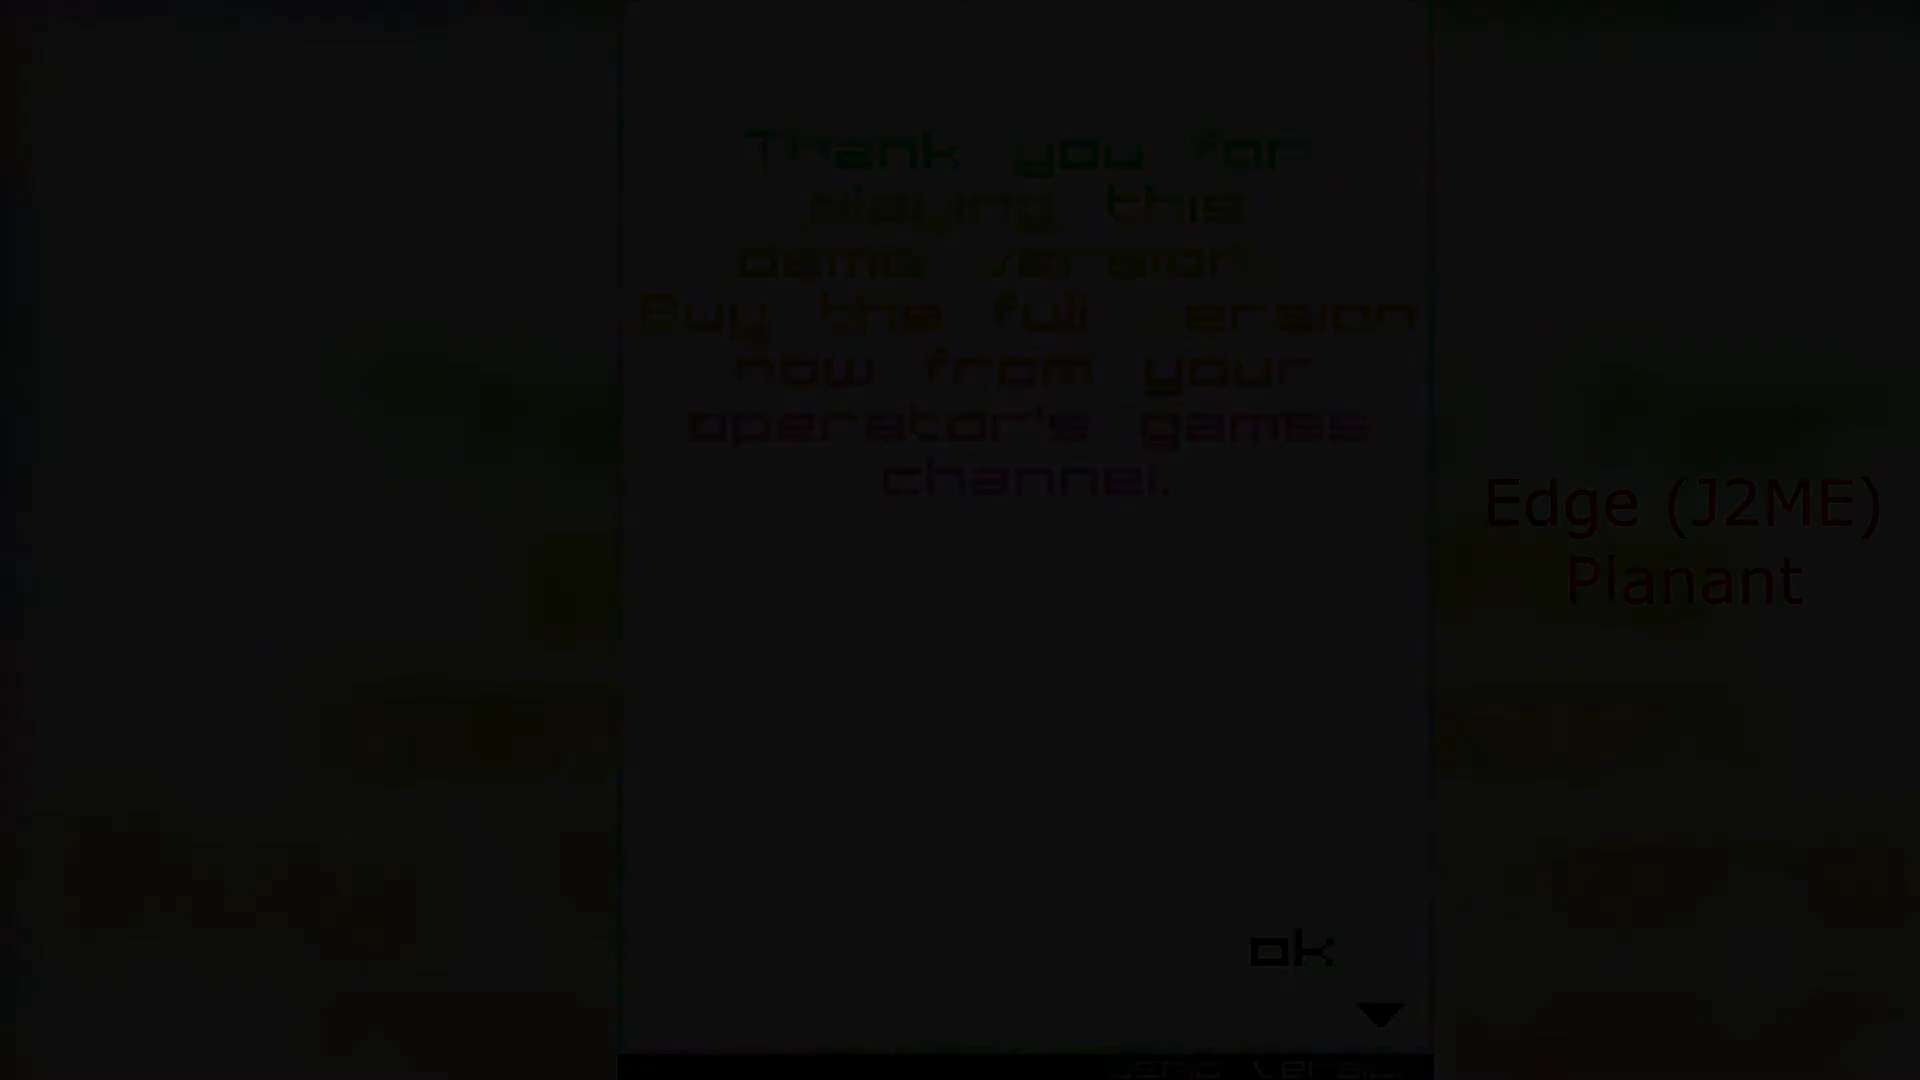 Thank you for
playing this
demo version.
Buy the full version
now from your
operator's games
channel.
Edge (J2ME)
Planant
ok